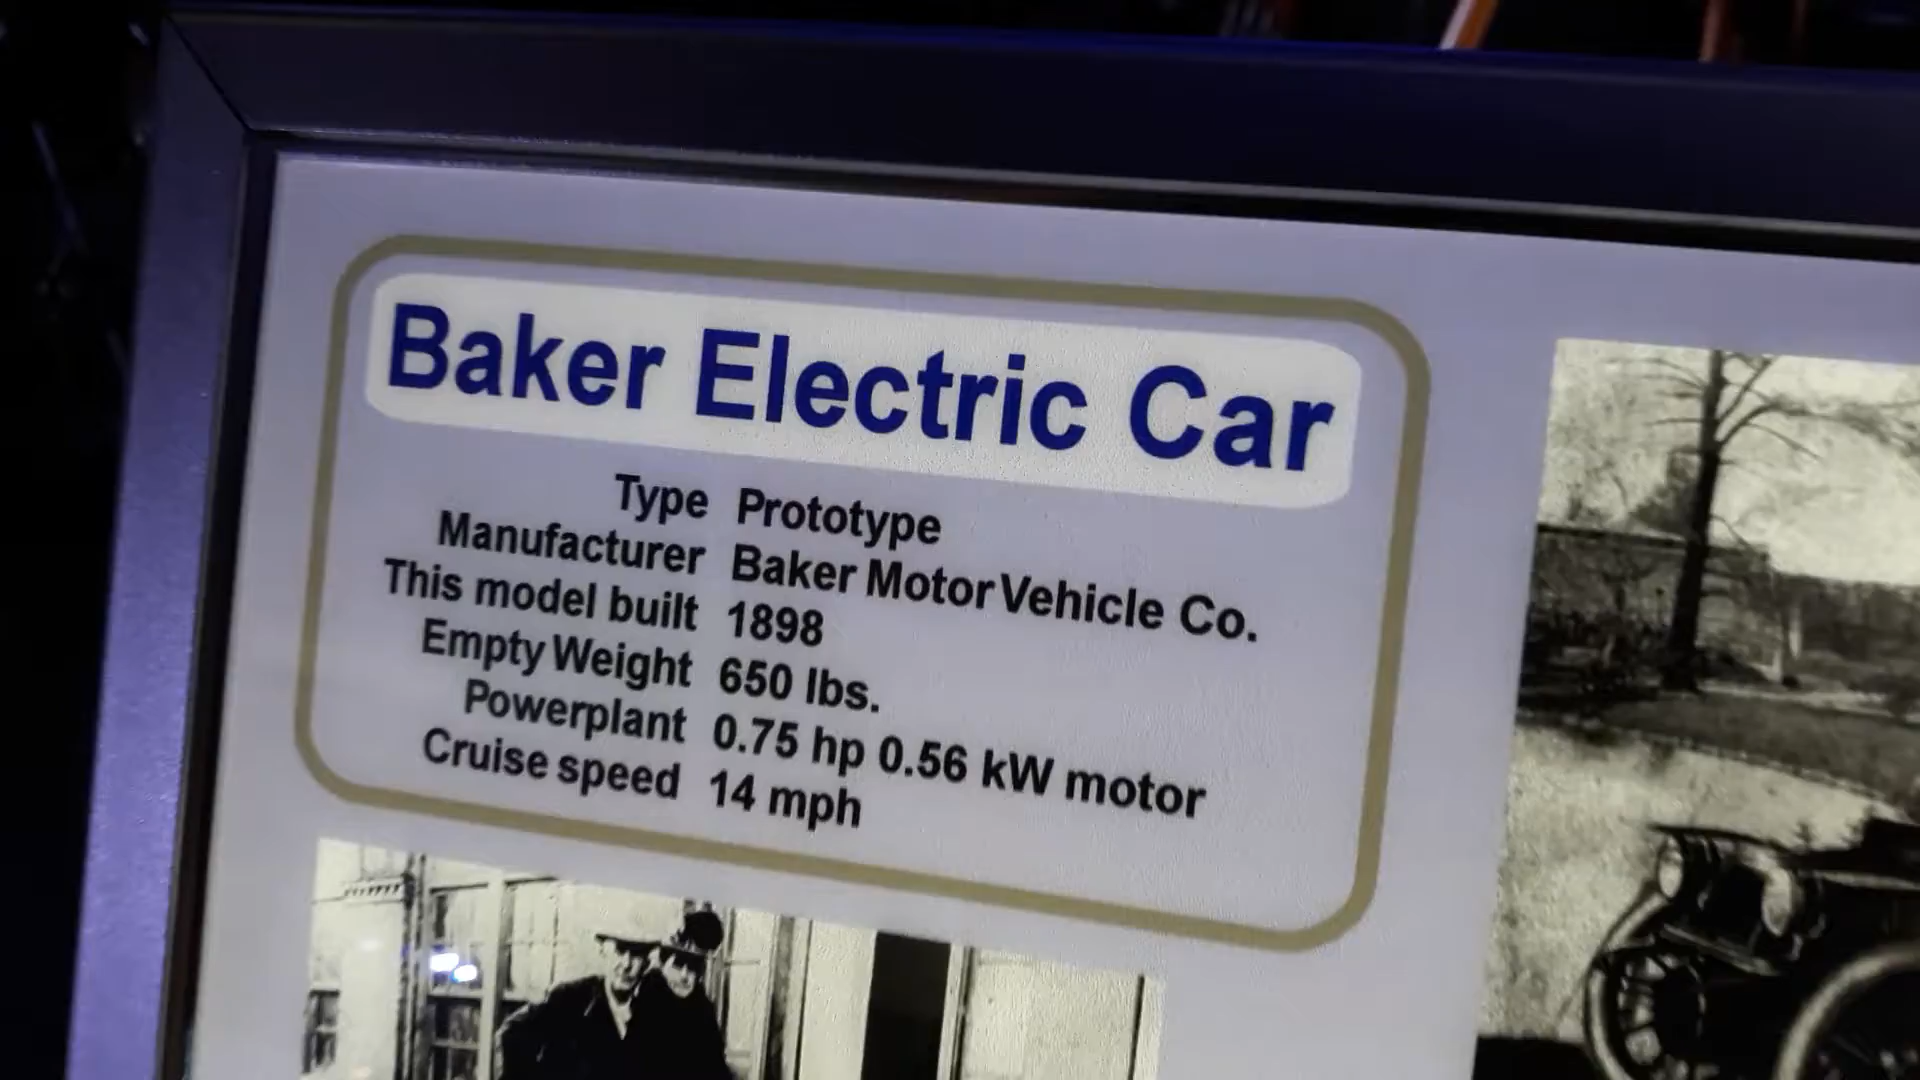 Baker Electric Car
Type Prototype
Manufacturer Baker Motor Vehicle Co.
This model built 1898
Empty Weight 650 lbs.
Powerplant 0.75 hp 0.56 kW motor
Cruise speed 14 mph